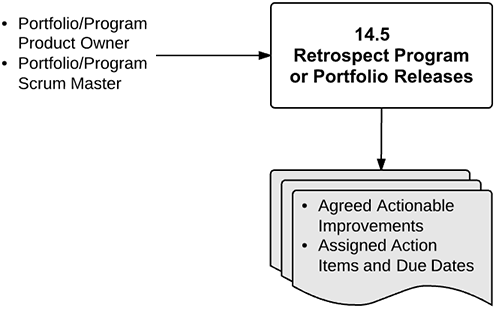 • Portfolio/Program
Product Owner
• Portfolio/Program
Scrum Master
14.5
Retrospect Program
or Portfolio Releases
• Agreed Actionable
Improvements
• Assigned Action
Items and Due Dates